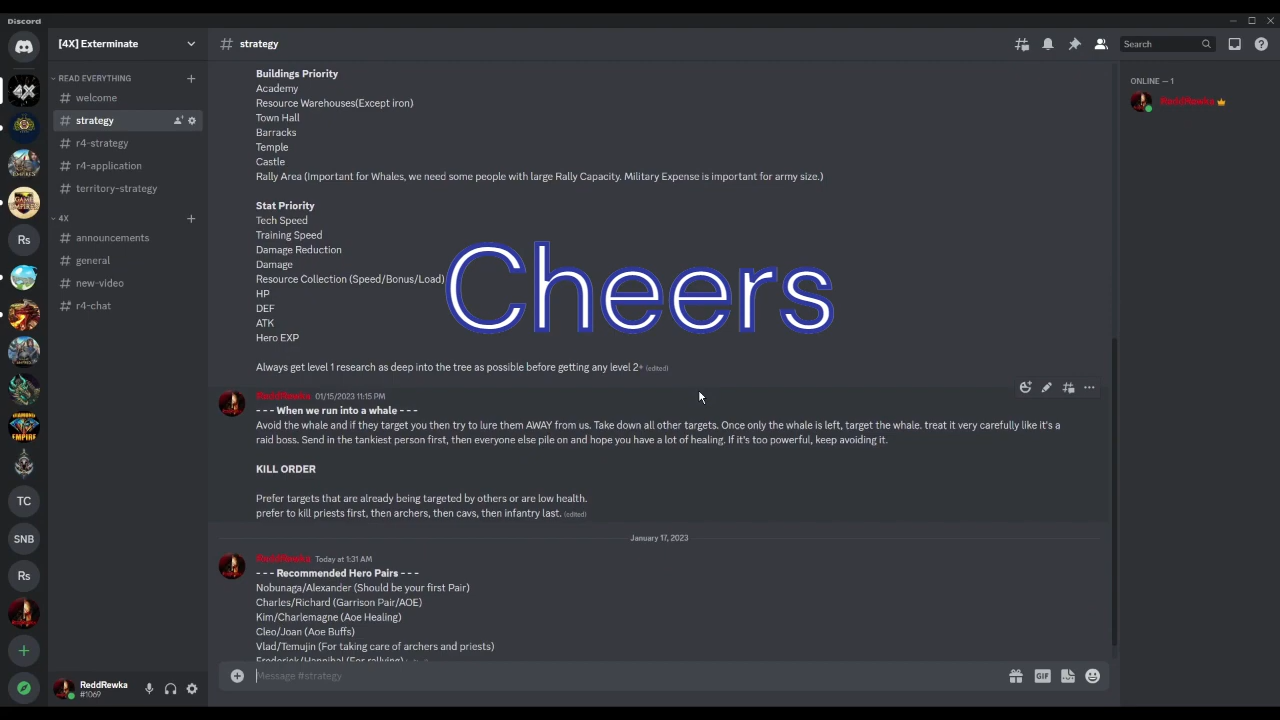 Discord
[4X] Exterminate
# strategy
Search
READ EVERYTHING
# welcome
# strategy
# r4-strategy
# r4-application
# territory-strategy
4X
# announcements
# general
# new-video
# r4-chat
4X
Rs
TC
SNB
Rs
ReddRewka
#1069
Buildings Priority
Academy
Resource Warehouses(Except iron)
Town Hall
Barracks
Temple
Castle
Rally Area (Important for Whales, we need some people with large Rally Capacity. Military Expense is important for army size.)
Stat Priority
Tech Speed
Training Speed
Damage Reduction
Damage
Resource Collection (Speed/Bonus/Load)
HP
DEF
ATK
Hero EXP
Cheers
Always get level 1 research as deep into the tree as possible before getting any level 2+ (edited)
ReddRewka 01/15/2023 11:15 PM
- - - When we run into a whale - - -
Avoid the whale and if they target you then try to lure them AWAY from us. Take down all other targets. Once only the whale is left, target the whale. treat it very carefully like it's a
raid boss. Send in the tankiest person first, then everyone else pile on and hope you have a lot of healing. If it's too powerful, keep avoiding it.
KILL ORDER
Prefer targets that are already being targeted by others or are low health.
prefer to kill priests first, then archers, then cavs, then infantry last. (edited)
January 17, 2023
ReddRewka Today at 1:31 AM
- - - Recommended Hero Pairs - - -
Nobunaga/Alexander (Should be your first Pair)
Charles/Richard (Garrison Pair/AOE)
Kim/Charlemagne (Aoe Healing)
Cleo/Joan (Aoe Buffs)
Vlad/Temujin (For taking care of archers and priests)
Frederick/Hannibal (For rallying)
Message #strategy
GIF
ONLINE — 1
ReddRewka